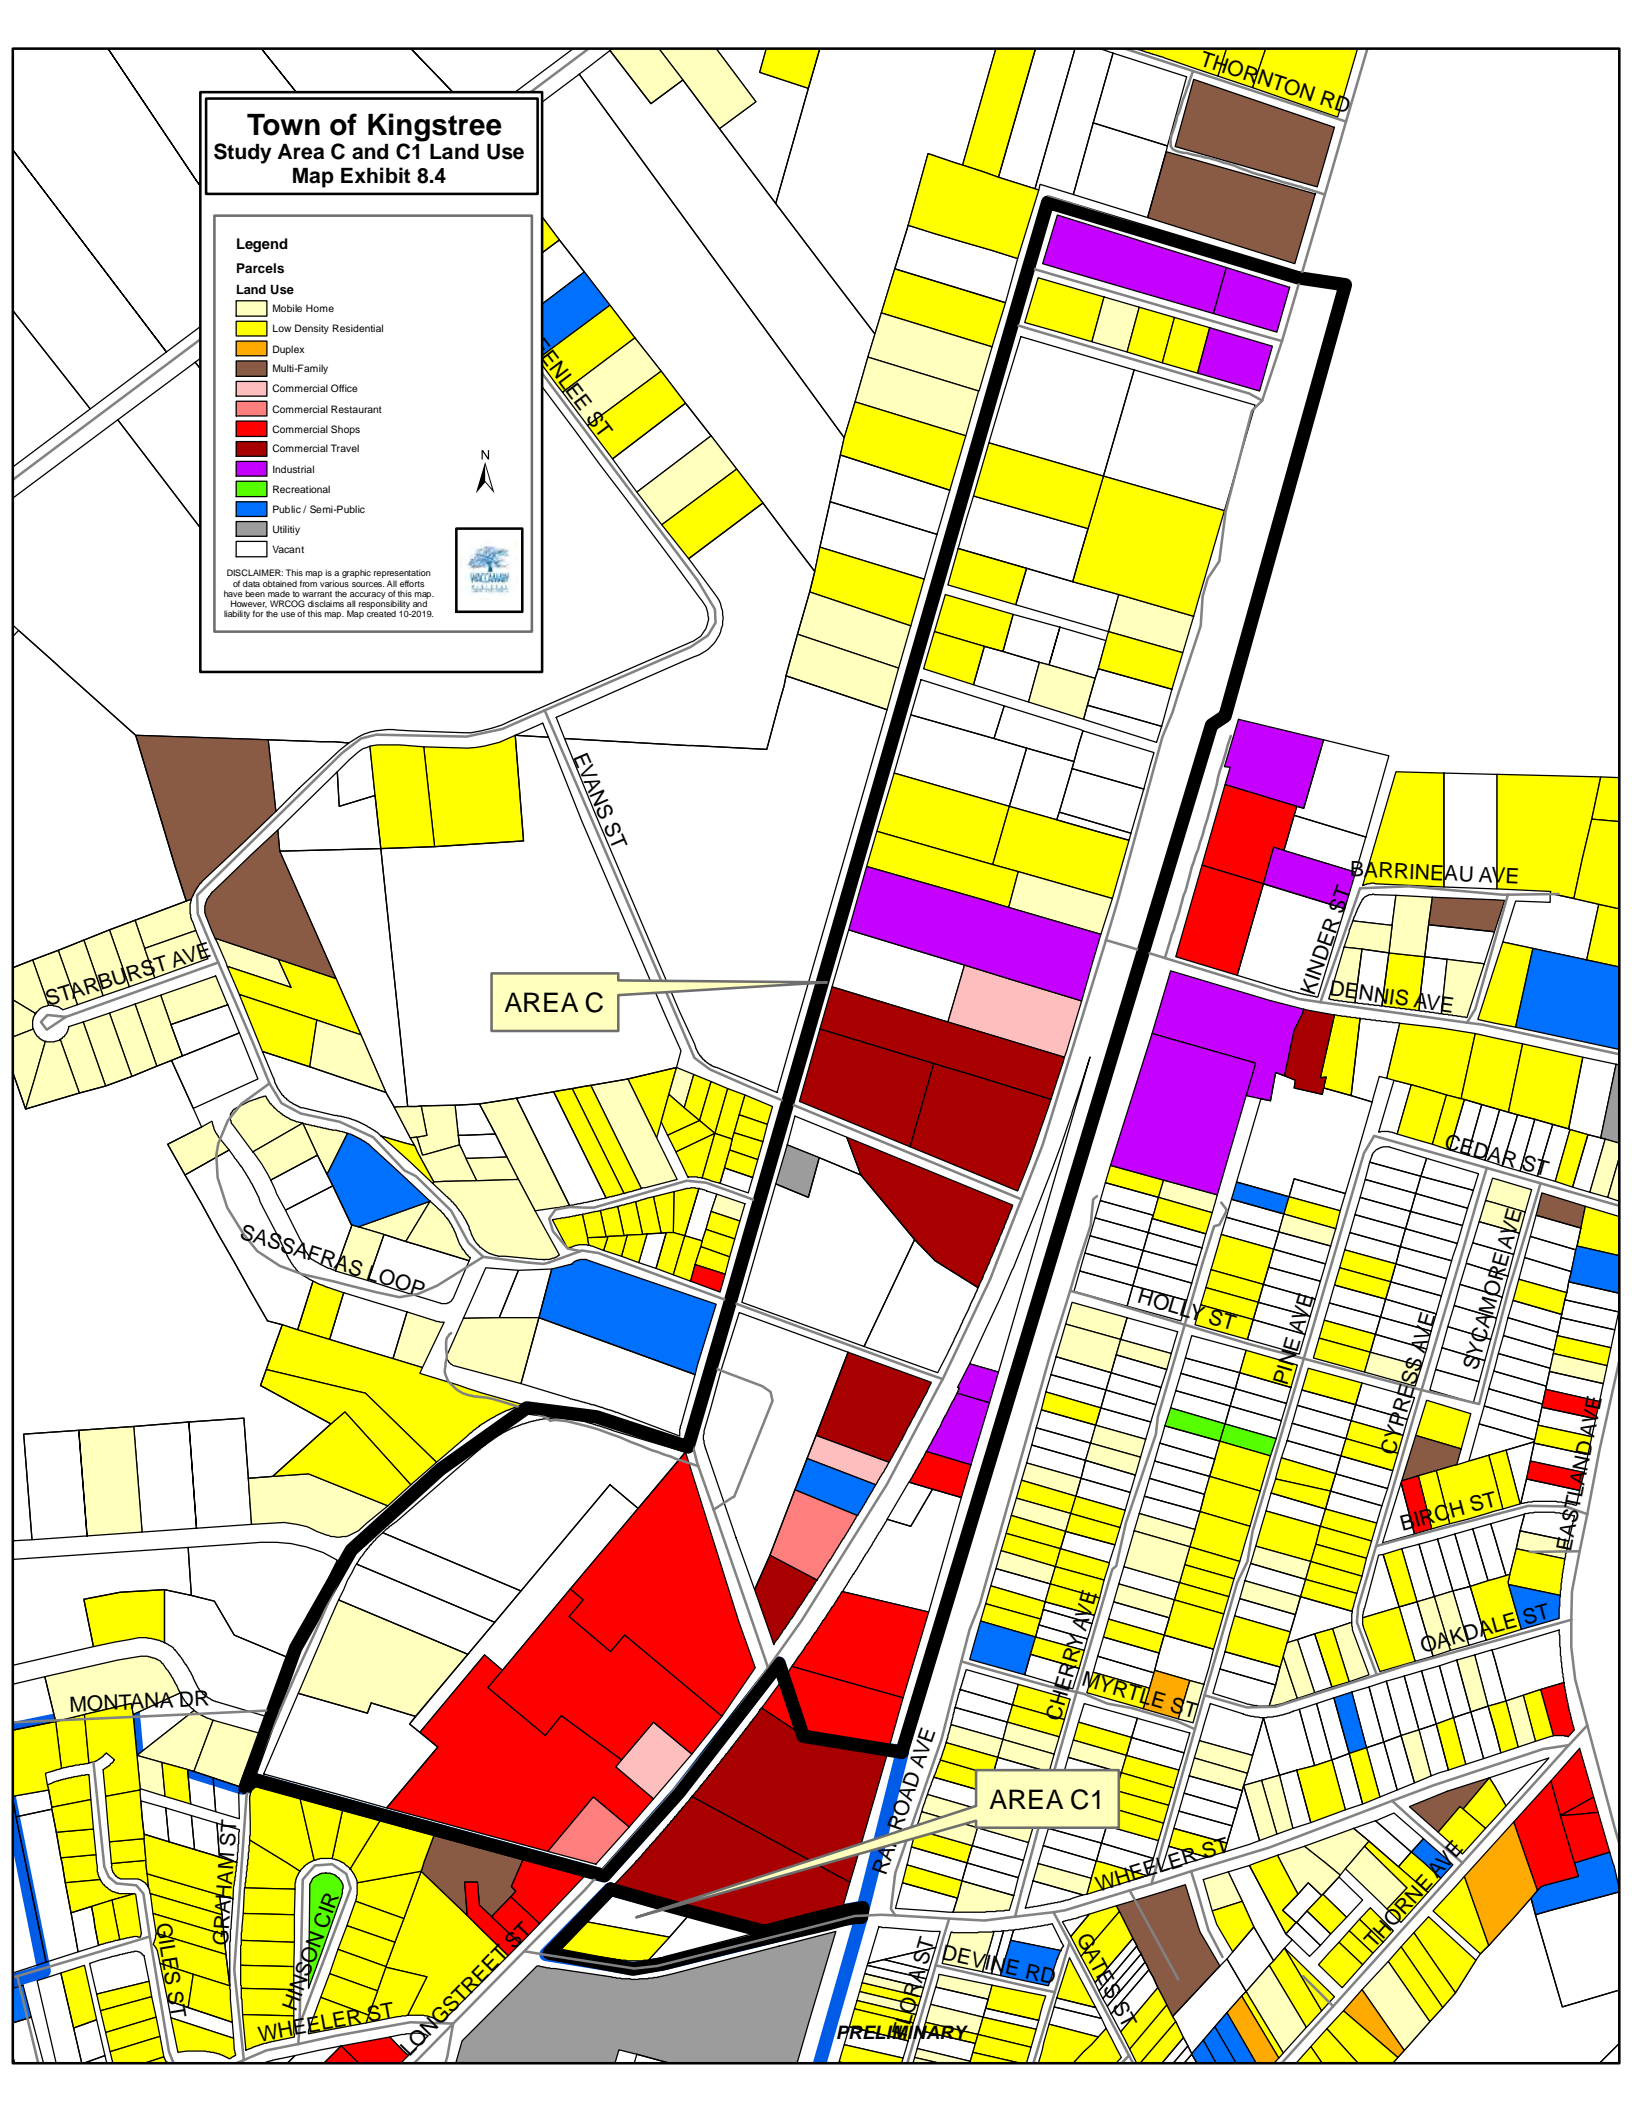 Town of Kingstree
Study Area C and C1 Land Use
Map Exhibit 8.4
Legend
Parcels
Land Use
Mobile Home
Low Density Residential
Duplex
Multi-Family
Commercial Office
Commercial Restaurant
Commercial Shops
Commercial Travel
Industrial
Recreational
Public / Semi-Public
Utilitiy
Vacant
N
WACCAMAW
DISCLAIMER: This map is a graphic representation
of data obtained from various sources. All efforts
have been made to warrant the accuracy of this map.
However, WRCOG disclaims all responsibility and
liability for the use of this map. Map created 10-2019.
THORNTON RD
ENLEE ST
EVANS ST
BARRINEAU AVE
KINDER ST
STARBURST AVE
AREA C
DENNIS AVE
CEDAR ST
SASSAFRAS LOOP
SYCAMORE AVE
HOLLY ST
PINE AVE
CYPRESS AVE
EASTLAND AVE
BIRCH ST
OAKDALE ST
CHERRY AVE
MYRTLE ST
MONTANA DR
RAILROAD AVE
AREA C1
WHEELER ST
THORNE AVE
GRAHAM ST
GILES ST
HINSON CIR
LONGSTREET ST
WHEELER ST
DEVINE RD
GATES ST
FLORA ST
PRELIMINARY